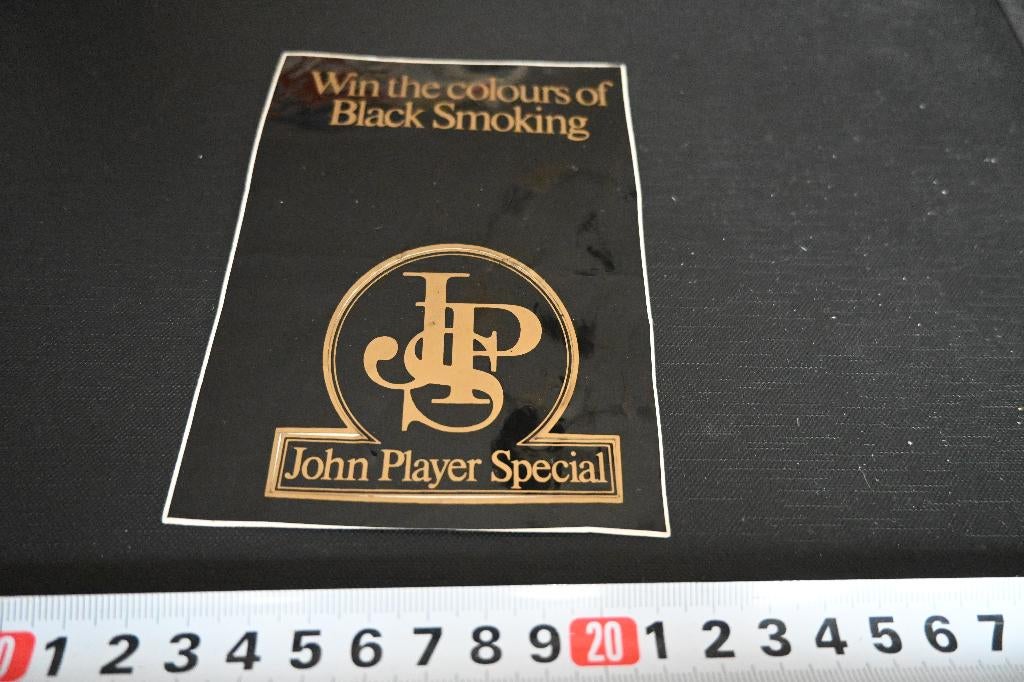 Win the colours of
Black Smoking
JPS
John Player Special
1 2 3 4 5 6 7 8 9 20 1 2 3 4 5 6 7